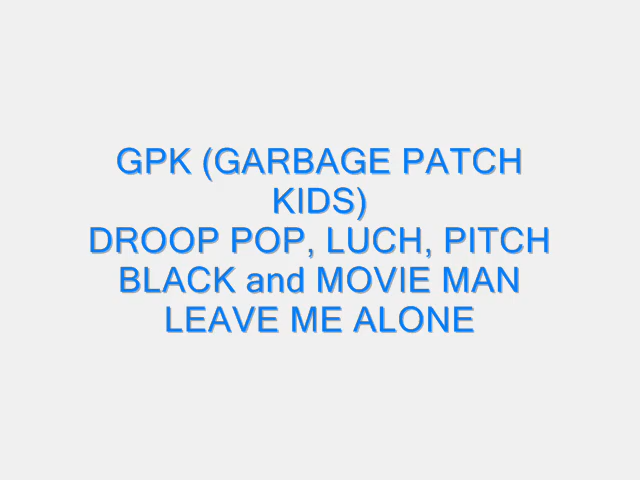 GPK (GARBAGE PATCH
KIDS)
DROOP POP, LUCH, PITCH
BLACK and MOVIE MAN
LEAVE ME ALONE